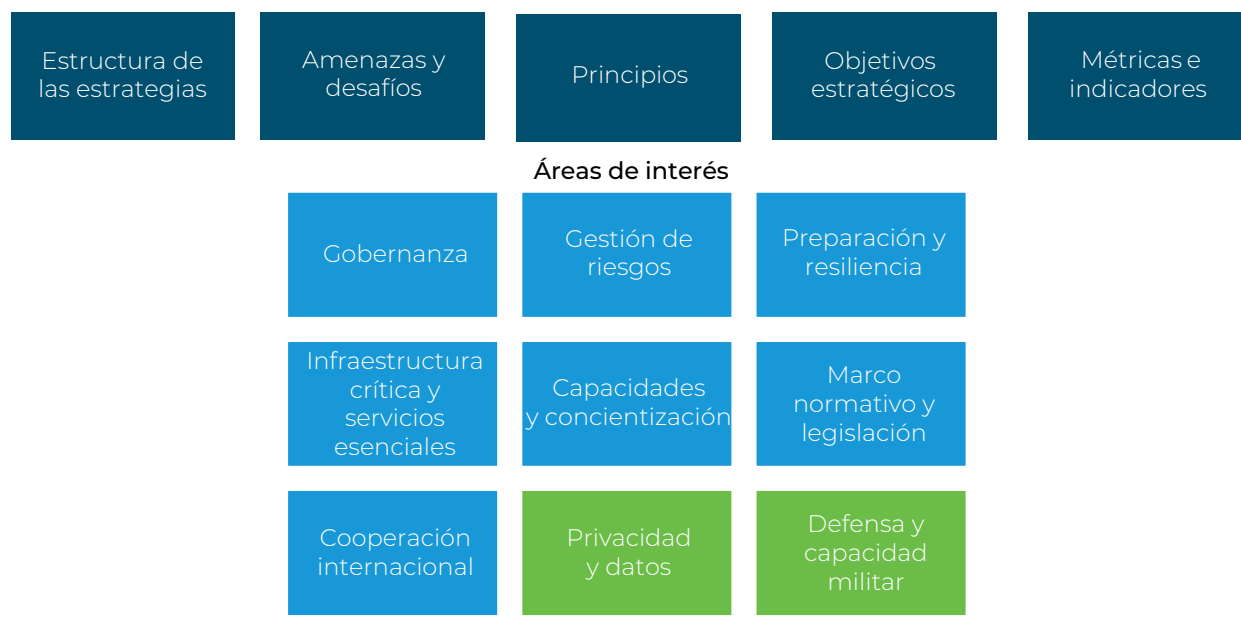 Estructura de
las estrategias
Amenazas y
desafíos
Principios
Objetivos
estratégicos
Métricas e
indicadores
Áreas de interés
Gobernanza
Gestión de
riesgos
Preparación y
resiliencia
Infraestructura
crítica y
servicios
esenciales
Capacidades
y concientización
Marco
normativo y
legislación
Cooperación
internacional
Privacidad
y datos
Defensa y
capacidad
militar